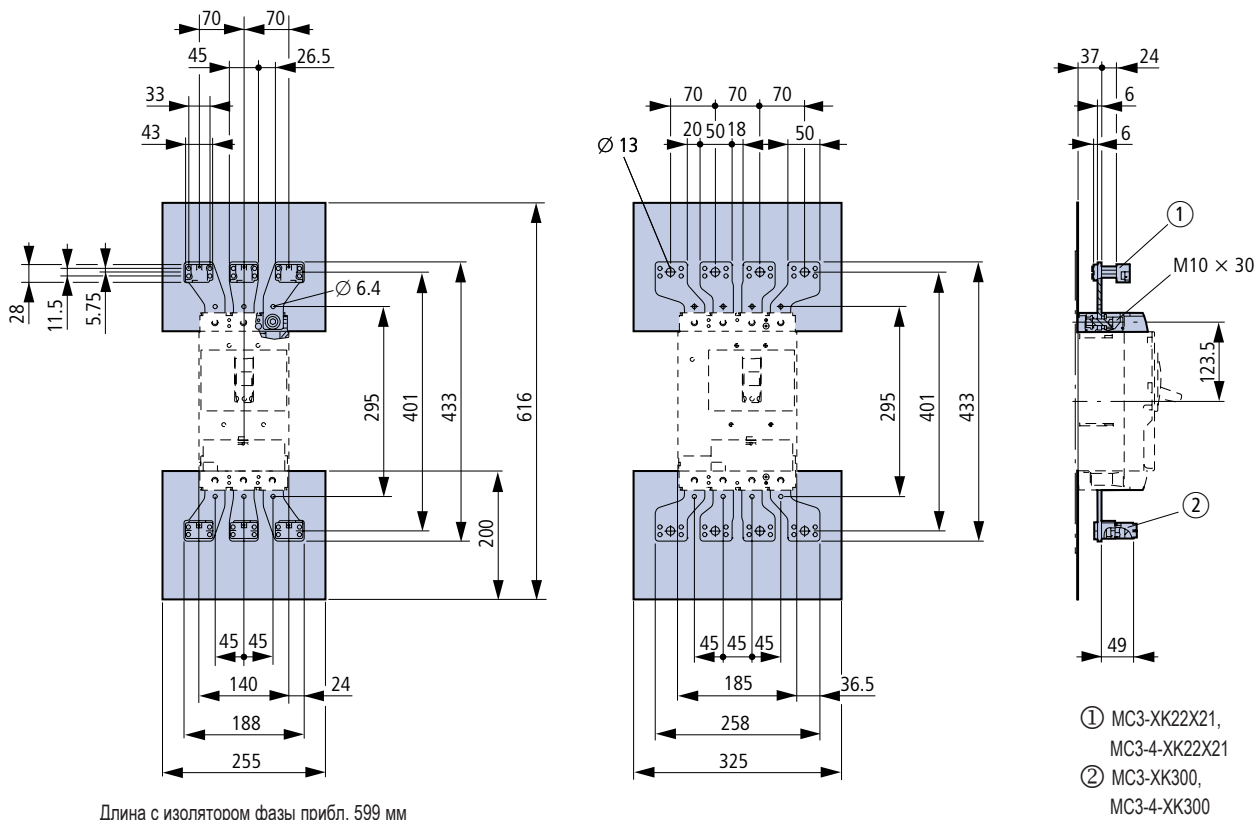 70 70
45 26.5
33
43
28
11.5
5.75
Ø 6.4
295
401
433
616
200
45 45
140 24
188
255
Длина с изолятором фазы прибл. 599 мм
70 70 70
20 50 18 50
Ø 13
295
401
433
45 45 45
185 36.5
258
325
37 24
6
6
①
M10 × 30
123.5
②
49
① MC3-XK22X21,
MC3-4-XK22X21
② MC3-XK300,
MC3-4-XK300